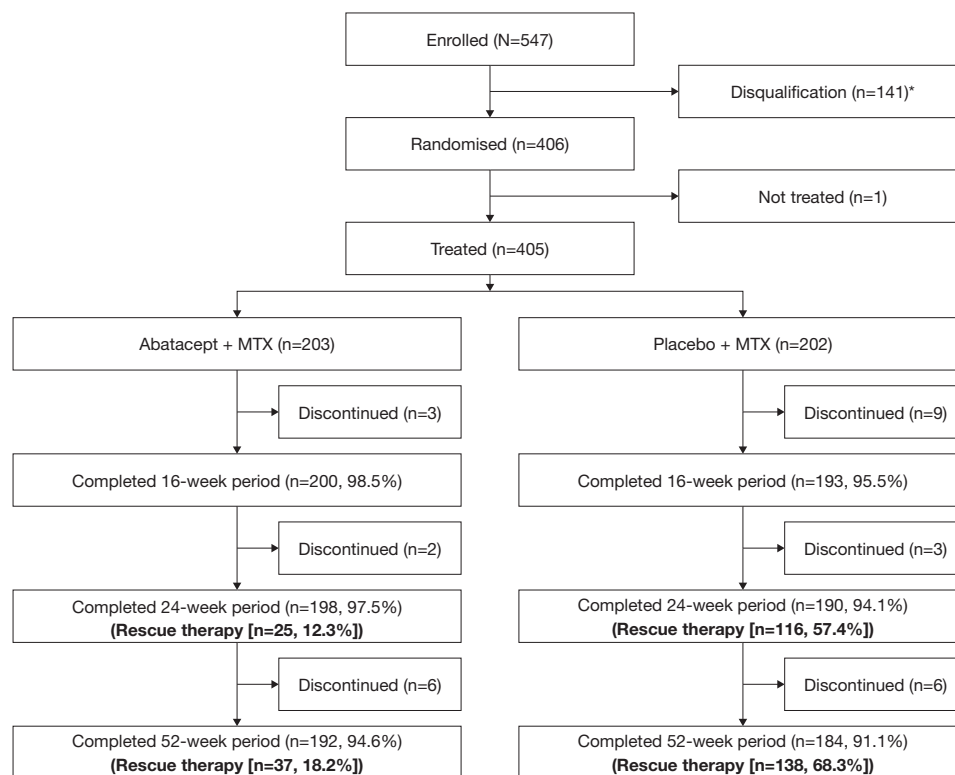 Enrolled (N=547)
Disqualification (n=141)*
Randomised (n=406)
Not treated (n=1)
Treated (n=405)
Abatacept + MTX (n=203)
Placebo + MTX (n=202)
Discontinued (n=3)
Discontinued (n=9)
Completed 16-week period (n=200, 98.5%)
Completed 16-week period (n=193, 95.5%)
Discontinued (n=2)
Discontinued (n=3)
Completed 24-week period (n=198, 97.5%)
(Rescue therapy [n=25, 12.3%])
Completed 24-week period (n=190, 94.1%)
(Rescue therapy [n=116, 57.4%])
Discontinued (n=6)
Discontinued (n=6)
Completed 52-week period (n=192, 94.6%)
(Rescue therapy [n=37, 18.2%])
Completed 52-week period (n=184, 91.1%)
(Rescue therapy [n=138, 68.3%])